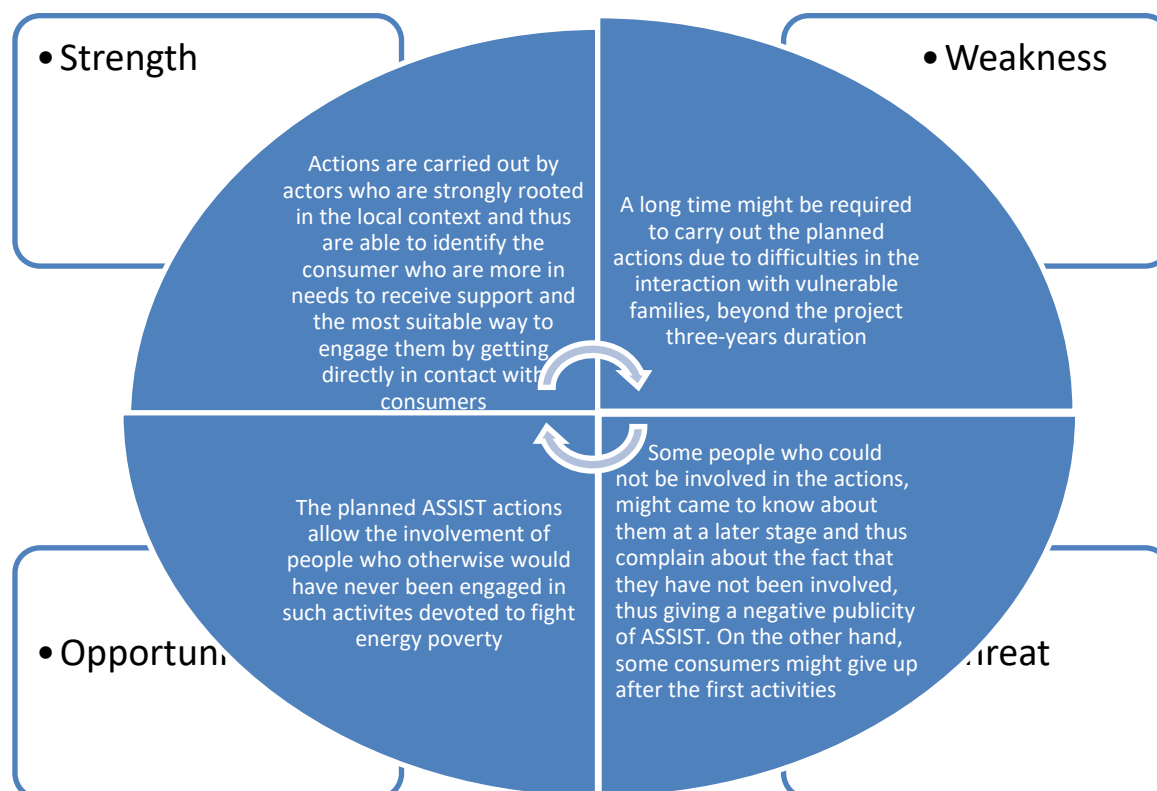 • Strength
Actions are carried out by
actors who are strongly rooted
in the local context and thus
are able to identify the
consumer who are more in
needs to receive support and
the most suitable way to
engage them by getting
directly in contact with
consumers
• Weakness
A long time might be required
to carry out the planned
actions due to difficulties in the
interaction with vulnerable
families, beyond the project
three-years duration
The planned ASSIST actions
allow the involvement of
people who otherwise would
have never been engaged in
such activites devoted to fight
energy poverty
• Opportuni
Some people who could
not be involved in the actions,
might came to know about
them at a later stage and thus
complain about the fact that
they have not been involved,
thus giving a negative publicity
of ASSIST. On the other hand,
some consumers might give up
after the first activities
hreat